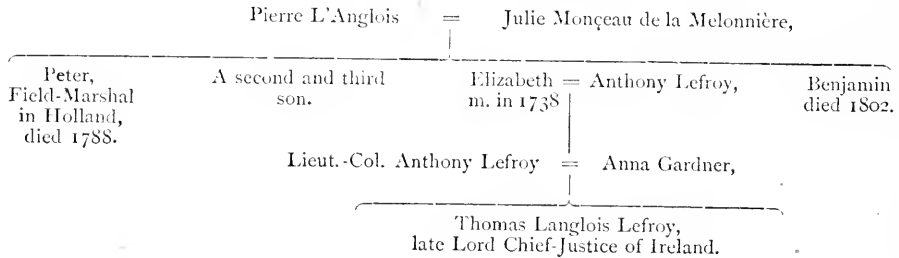 Pierre L'Anglois = Julie Monçeau de la Melonnière,
Peter,
Field-Marshal
in Holland,
died 1788.
A second and third
son.
Elizabeth = Anthony Lefroy,
m. in 1738
Benjamin
died 1802.
Lieut.-Col. Anthony Lefroy = Anna Gardner,
Thomas Langlois Lefroy,
late Lord Chief-Justice of Ireland.